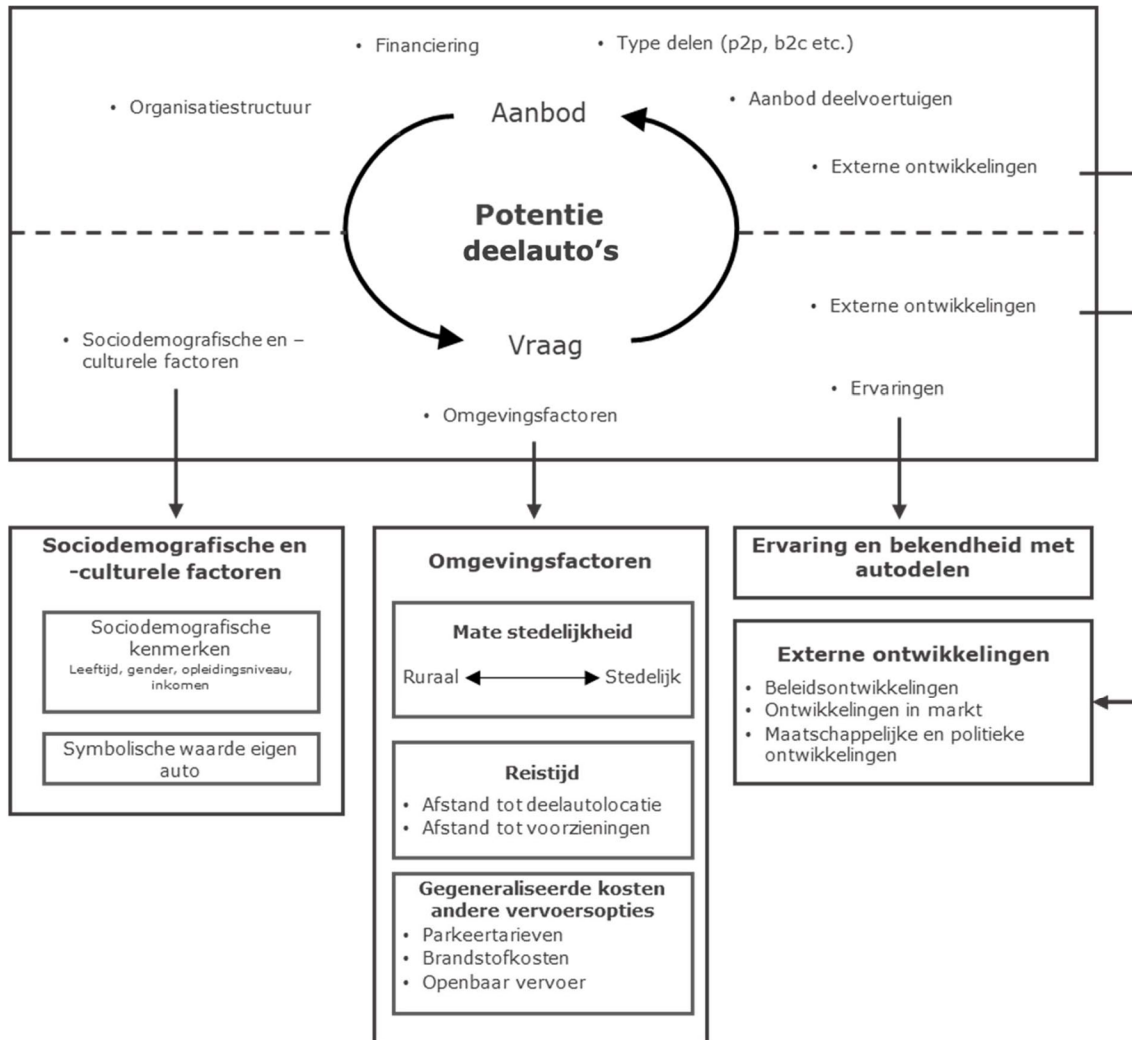 • Financiering
• Type delen (p2p, b2c etc.)
• Organisatiestructuur
Aanbod
• Aanbod deelvoertuigen
• Externe ontwikkelingen
Potentie
deelauto's
• Externe ontwikkelingen
• Sociodemografische en –
culturele factoren
Vraag
• Ervaringen
• Omgevingsfactoren
Sociodemografische en
-culturele factoren
Sociodemografische
kenmerken
Leeftijd, gender, opleidingsniveau,
inkomen
Symbolische waarde eigen
auto
Omgevingsfactoren
Mate stedelijkheid
Ruraal
Stedelijk
Reistijd
• Afstand tot deelautolocatie
• Afstand tot voorzieningen
Gegeneraliseerde kosten
andere vervoersopties
• Parkeertarieven
• Brandstofkosten
• Openbaar vervoer
Ervaring en bekendheid met
autodelen
Externe ontwikkelingen
• Beleidsontwikkelingen
• Ontwikkelingen in markt
• Maatschappelijke en politieke
ontwikkelingen